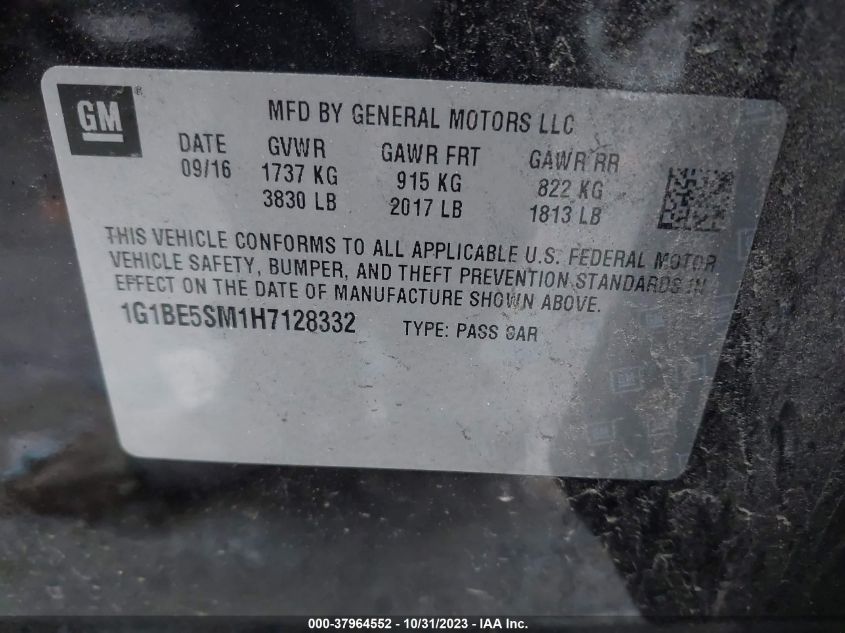 GM®
MFD BY GENERAL MOTORS LLC
DATE GVWR GAWR FRT GAWR RR
09/16 1737 KG 915 KG 822 KG
3830 LB 2017 LB 1813 LB
THIS VEHICLE CONFORMS TO ALL APPLICABLE U.S. FEDERAL MOTOR
VEHICLE SAFETY, BUMPER, AND THEFT PREVENTION STANDARDS IN
EFFECT ON THE DATE OF MANUFACTURE SHOWN ABOVE.
1G1BE5SM1H7128332 TYPE: PASS CAR
000-37964552 - 10/31/2023 - IAA Inc.